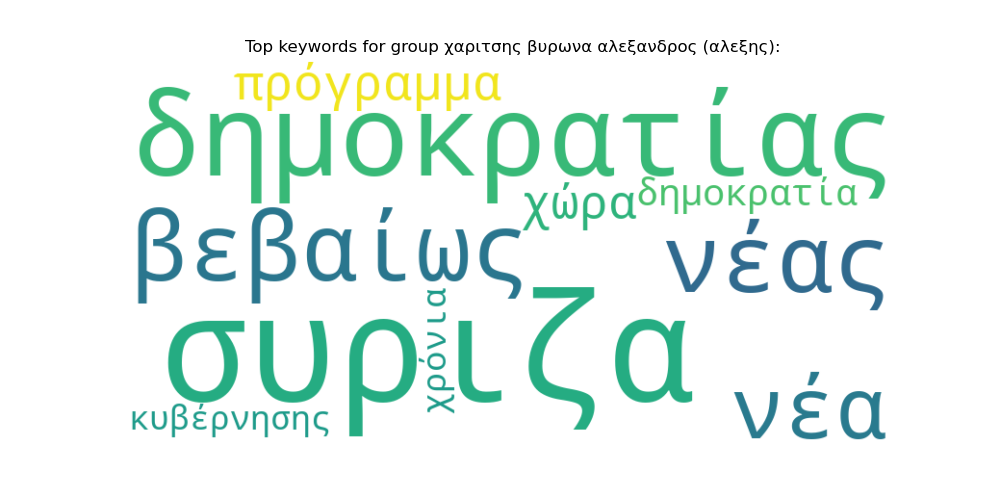 Top keywords for group χαριτσης βυρωνα αλεξανδρος (αλεξης):
πρόγραμμα
δημοκρατίας
χώρα
δημοκρατία
βεβαίως
νέας
συριζα
χρόνια
νέα
κυβέρνησης